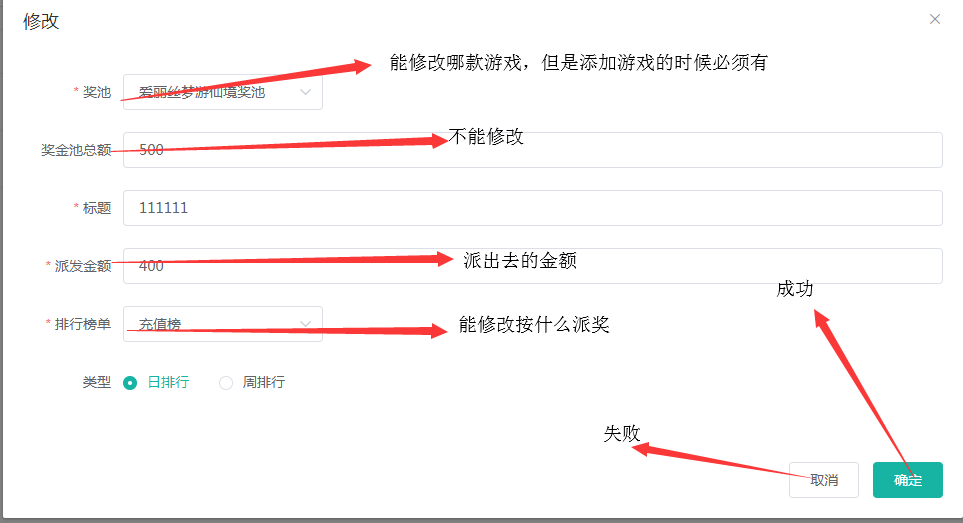 修改
能修改哪款游戏，但是添加游戏的时候必须有
* 奖池 爱丽丝梦游仙境奖池
奖金池总额 500 不能修改
* 标题 111111
* 派发金额 400 派出去的金额
成功
* 排行榜单 充值榜 能修改按什么派奖
类型 日排行 周排行
失败
取消 确定